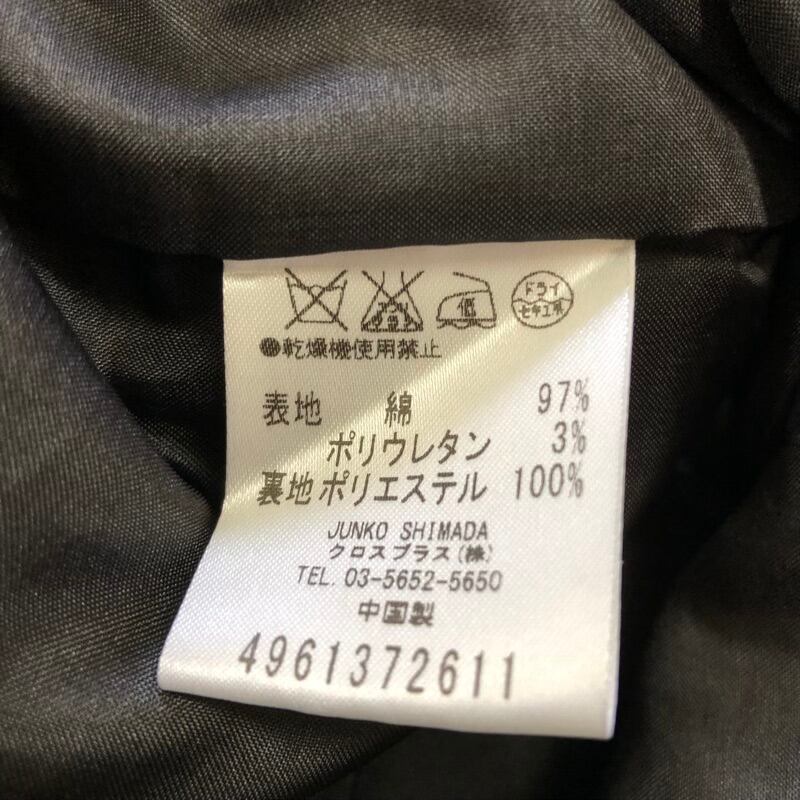 低 ドライ
セキユ系
乾燥機使用禁止
表地 綿 97%
ポリウレタン 3%
裏地 ポリエステル 100%
JUNKO SHIMADA
クロスプラス(株)
TEL. 03-5652-5650
中国製
4961372611